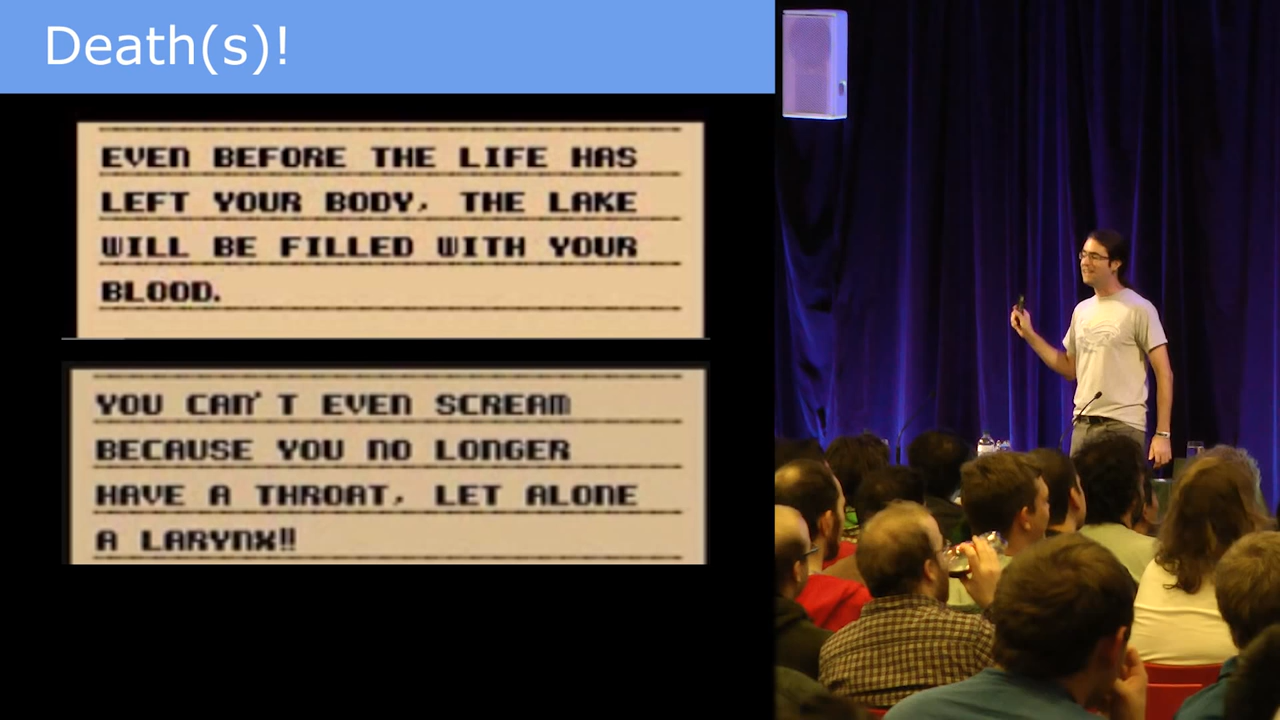 Death(s)!
EVEN BEFORE THE LIFE HAS
LEFT YOUR BODY, THE LAKE
WILL BE FILLED WITH YOUR
BLOOD.
YOU CAN'T EVEN SCREAM
BECAUSE YOU NO LONGER
HAVE A THROAT, LET ALONE
A LARYNX!!